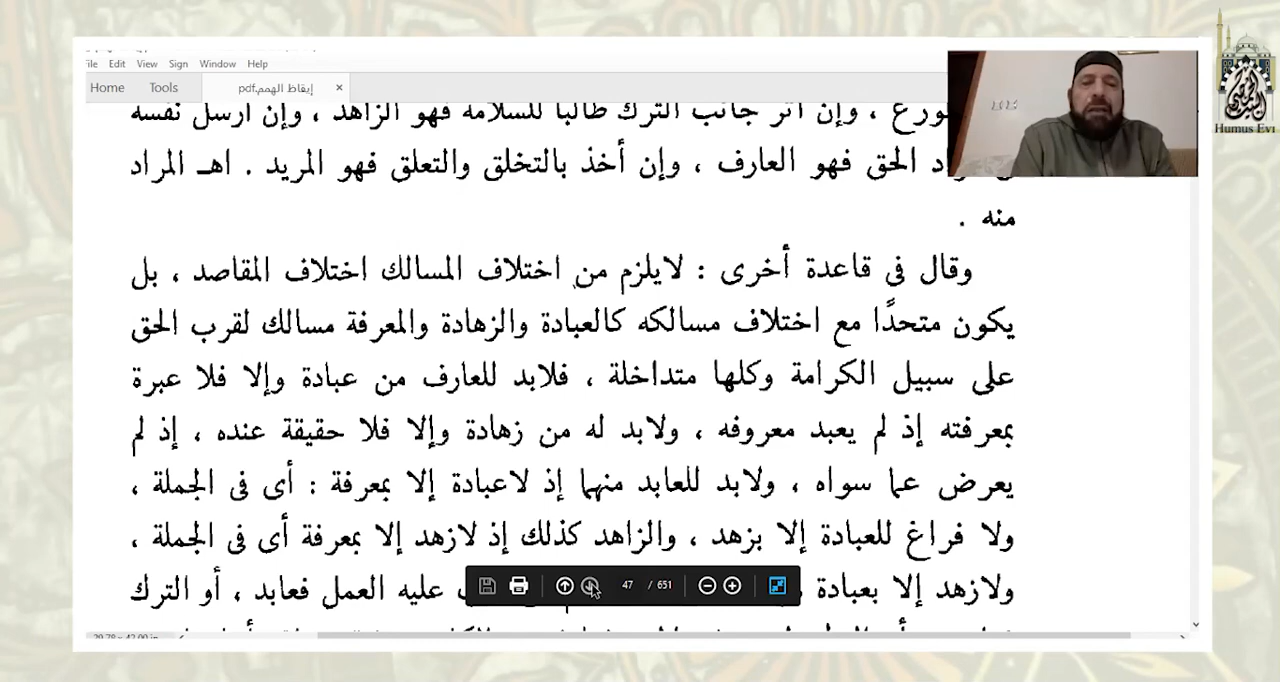 File Edit View Sign Window Help
Home Tools إيقاظ الهمم.pdf ×
، وإن آثر جانب الترك طالبا للسلامة فهو الزاهد ، وإن أرسل نفسه
الحق فهو العارف ، وإن أخذ بالتخلق والتعلق فهو المريد . اهـ المراد
منه .
وقال فى قاعدة أخرى : لايلزم من اختلاف المسالك اختلاف المقاصد ، بل
يكون متحدًا مع اختلاف مسالكه كالعبادة والزهادة والمعرفة مسالك لقرب الحق
على سبيل الكرامة وكلها متداخلة ، فلابد للعارف من عبادة وإلا فلا عبرة
بمعرفته إذ لم يعبد معروفه ، ولابد له من زهادة وإلا فلا حقيقة عنده ، إذ لم
يعرض عما سواه ، ولابد للعابد منهما إذ لاعبادة إلا بمعرفة : أى فى الجملة ،
ولا فراغ للعبادة إلا بزهد ، والزاهد كذلك إذ لازهد إلا بمعرفة أى فى الجملة ،
ولازهد إلا بعبادة
عليه العمل فعابد ، أو الترك
47 / 651
29.78 × 42.00 in
Humus Evi